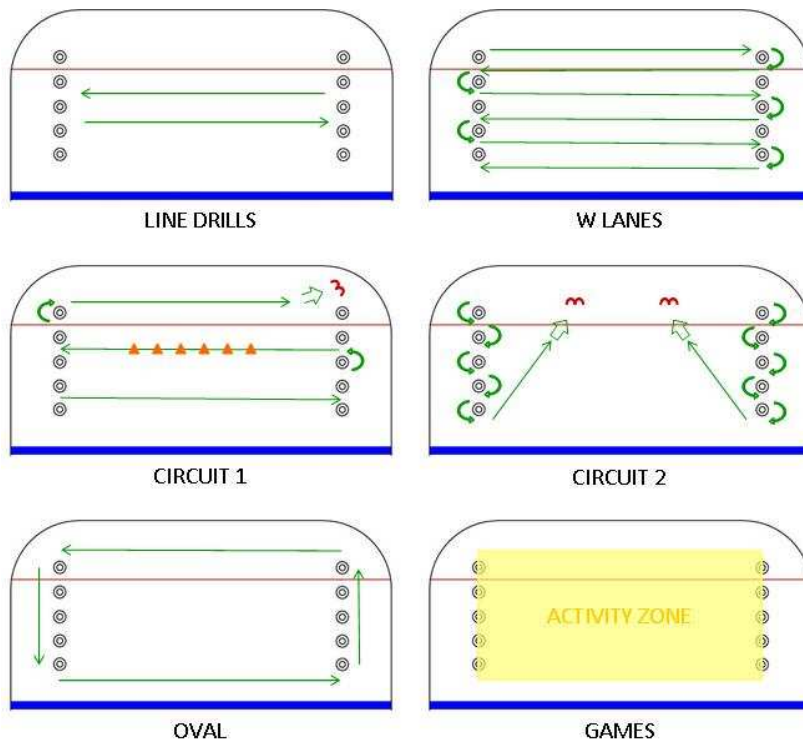 LINE DRILLS
W LANES
CIRCUIT 1
CIRCUIT 2
OVAL
ACTIVITY ZONE
GAMES